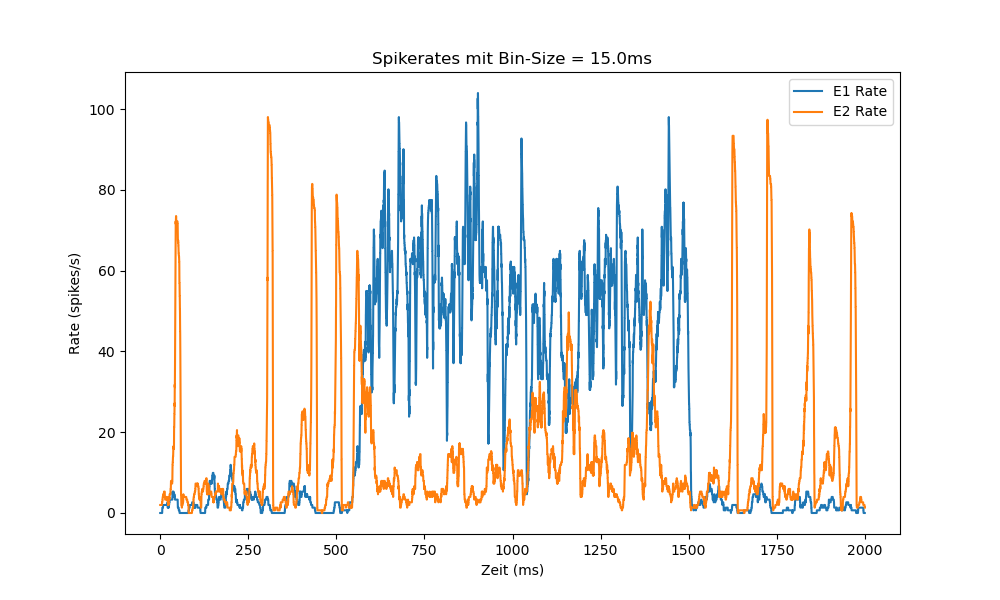 Spikerates mit Bin-Size = 15.0ms
E1 Rate
E2 Rate
Rate (spikes/s)
100
80
60
40
20
0
0 250 500 750 1000 1250 1500 1750 2000
Zeit (ms)